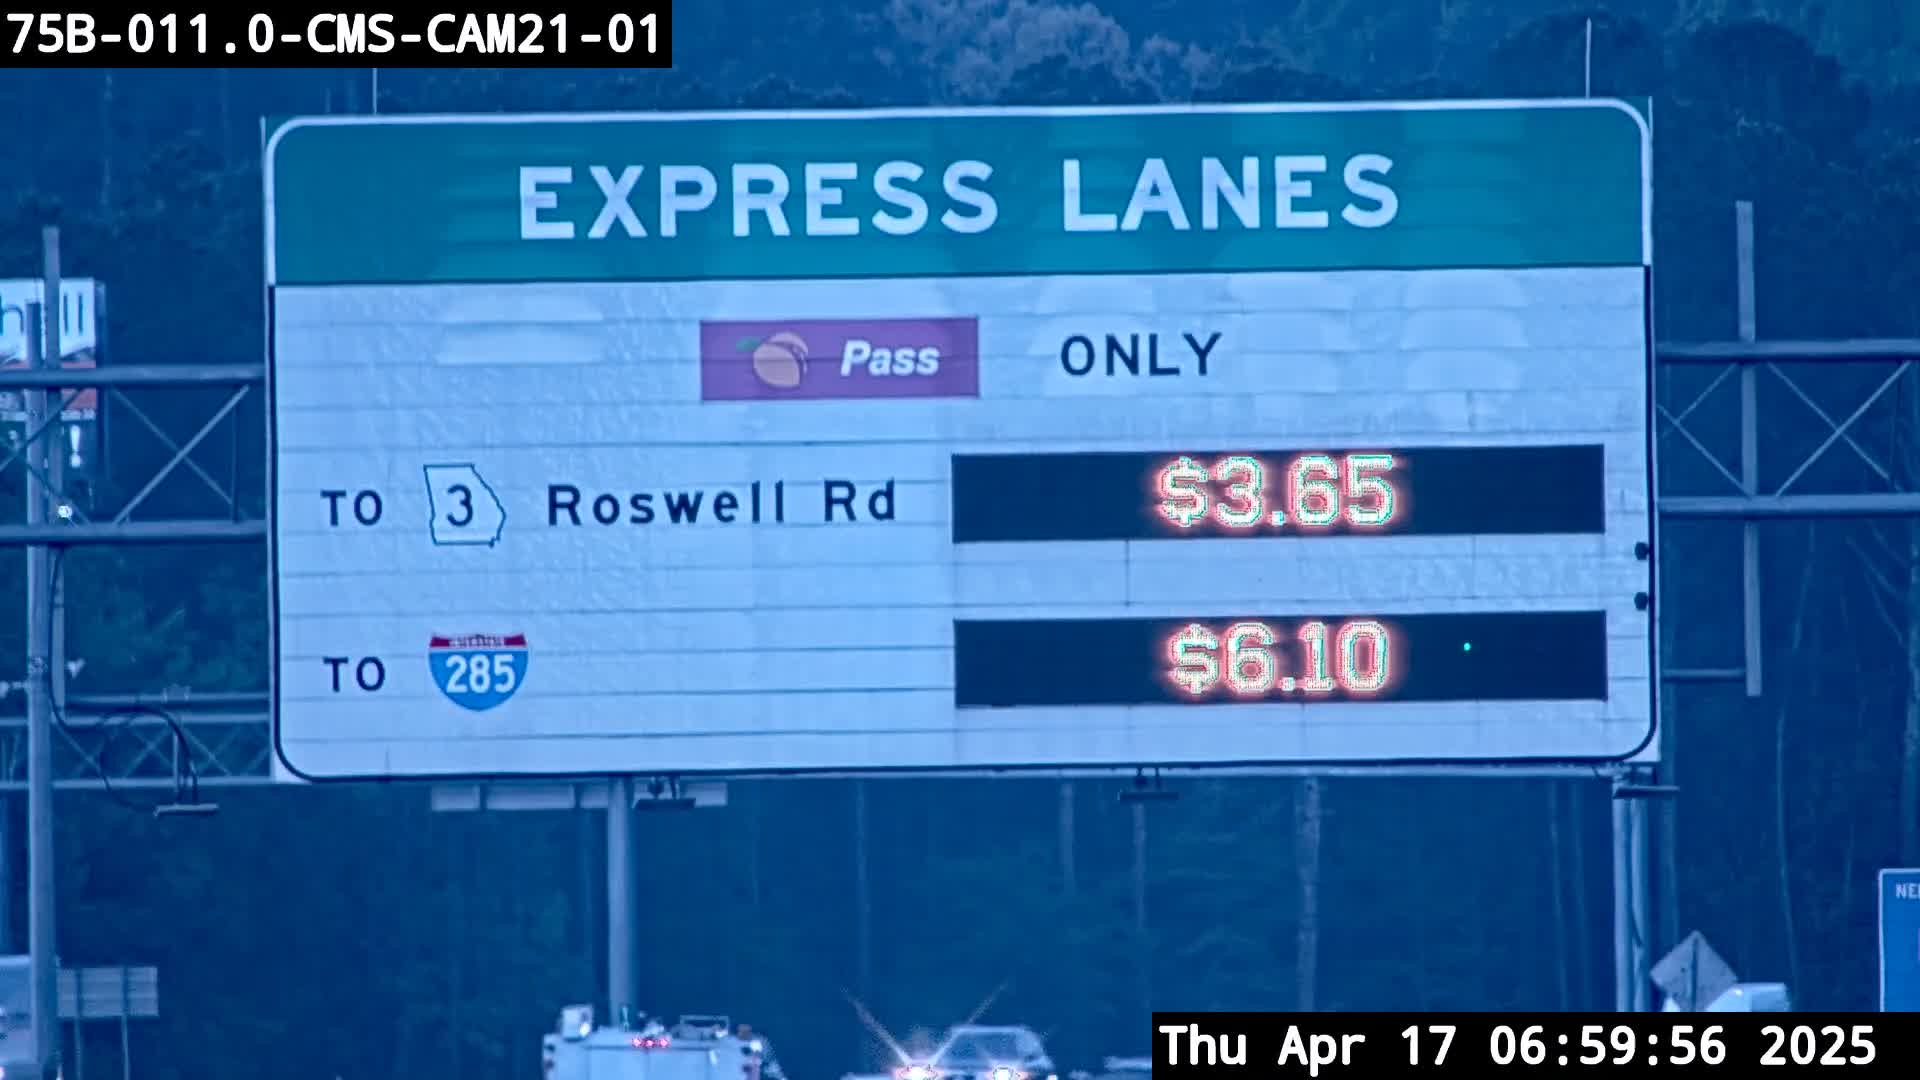 75B-011.0-CMS-CAM21-01
EXPRESS LANES
Pass ONLY
TO 3 Roswell Rd $3.65
TO 285 $6.10
Thu Apr 17 06:59:56 2025